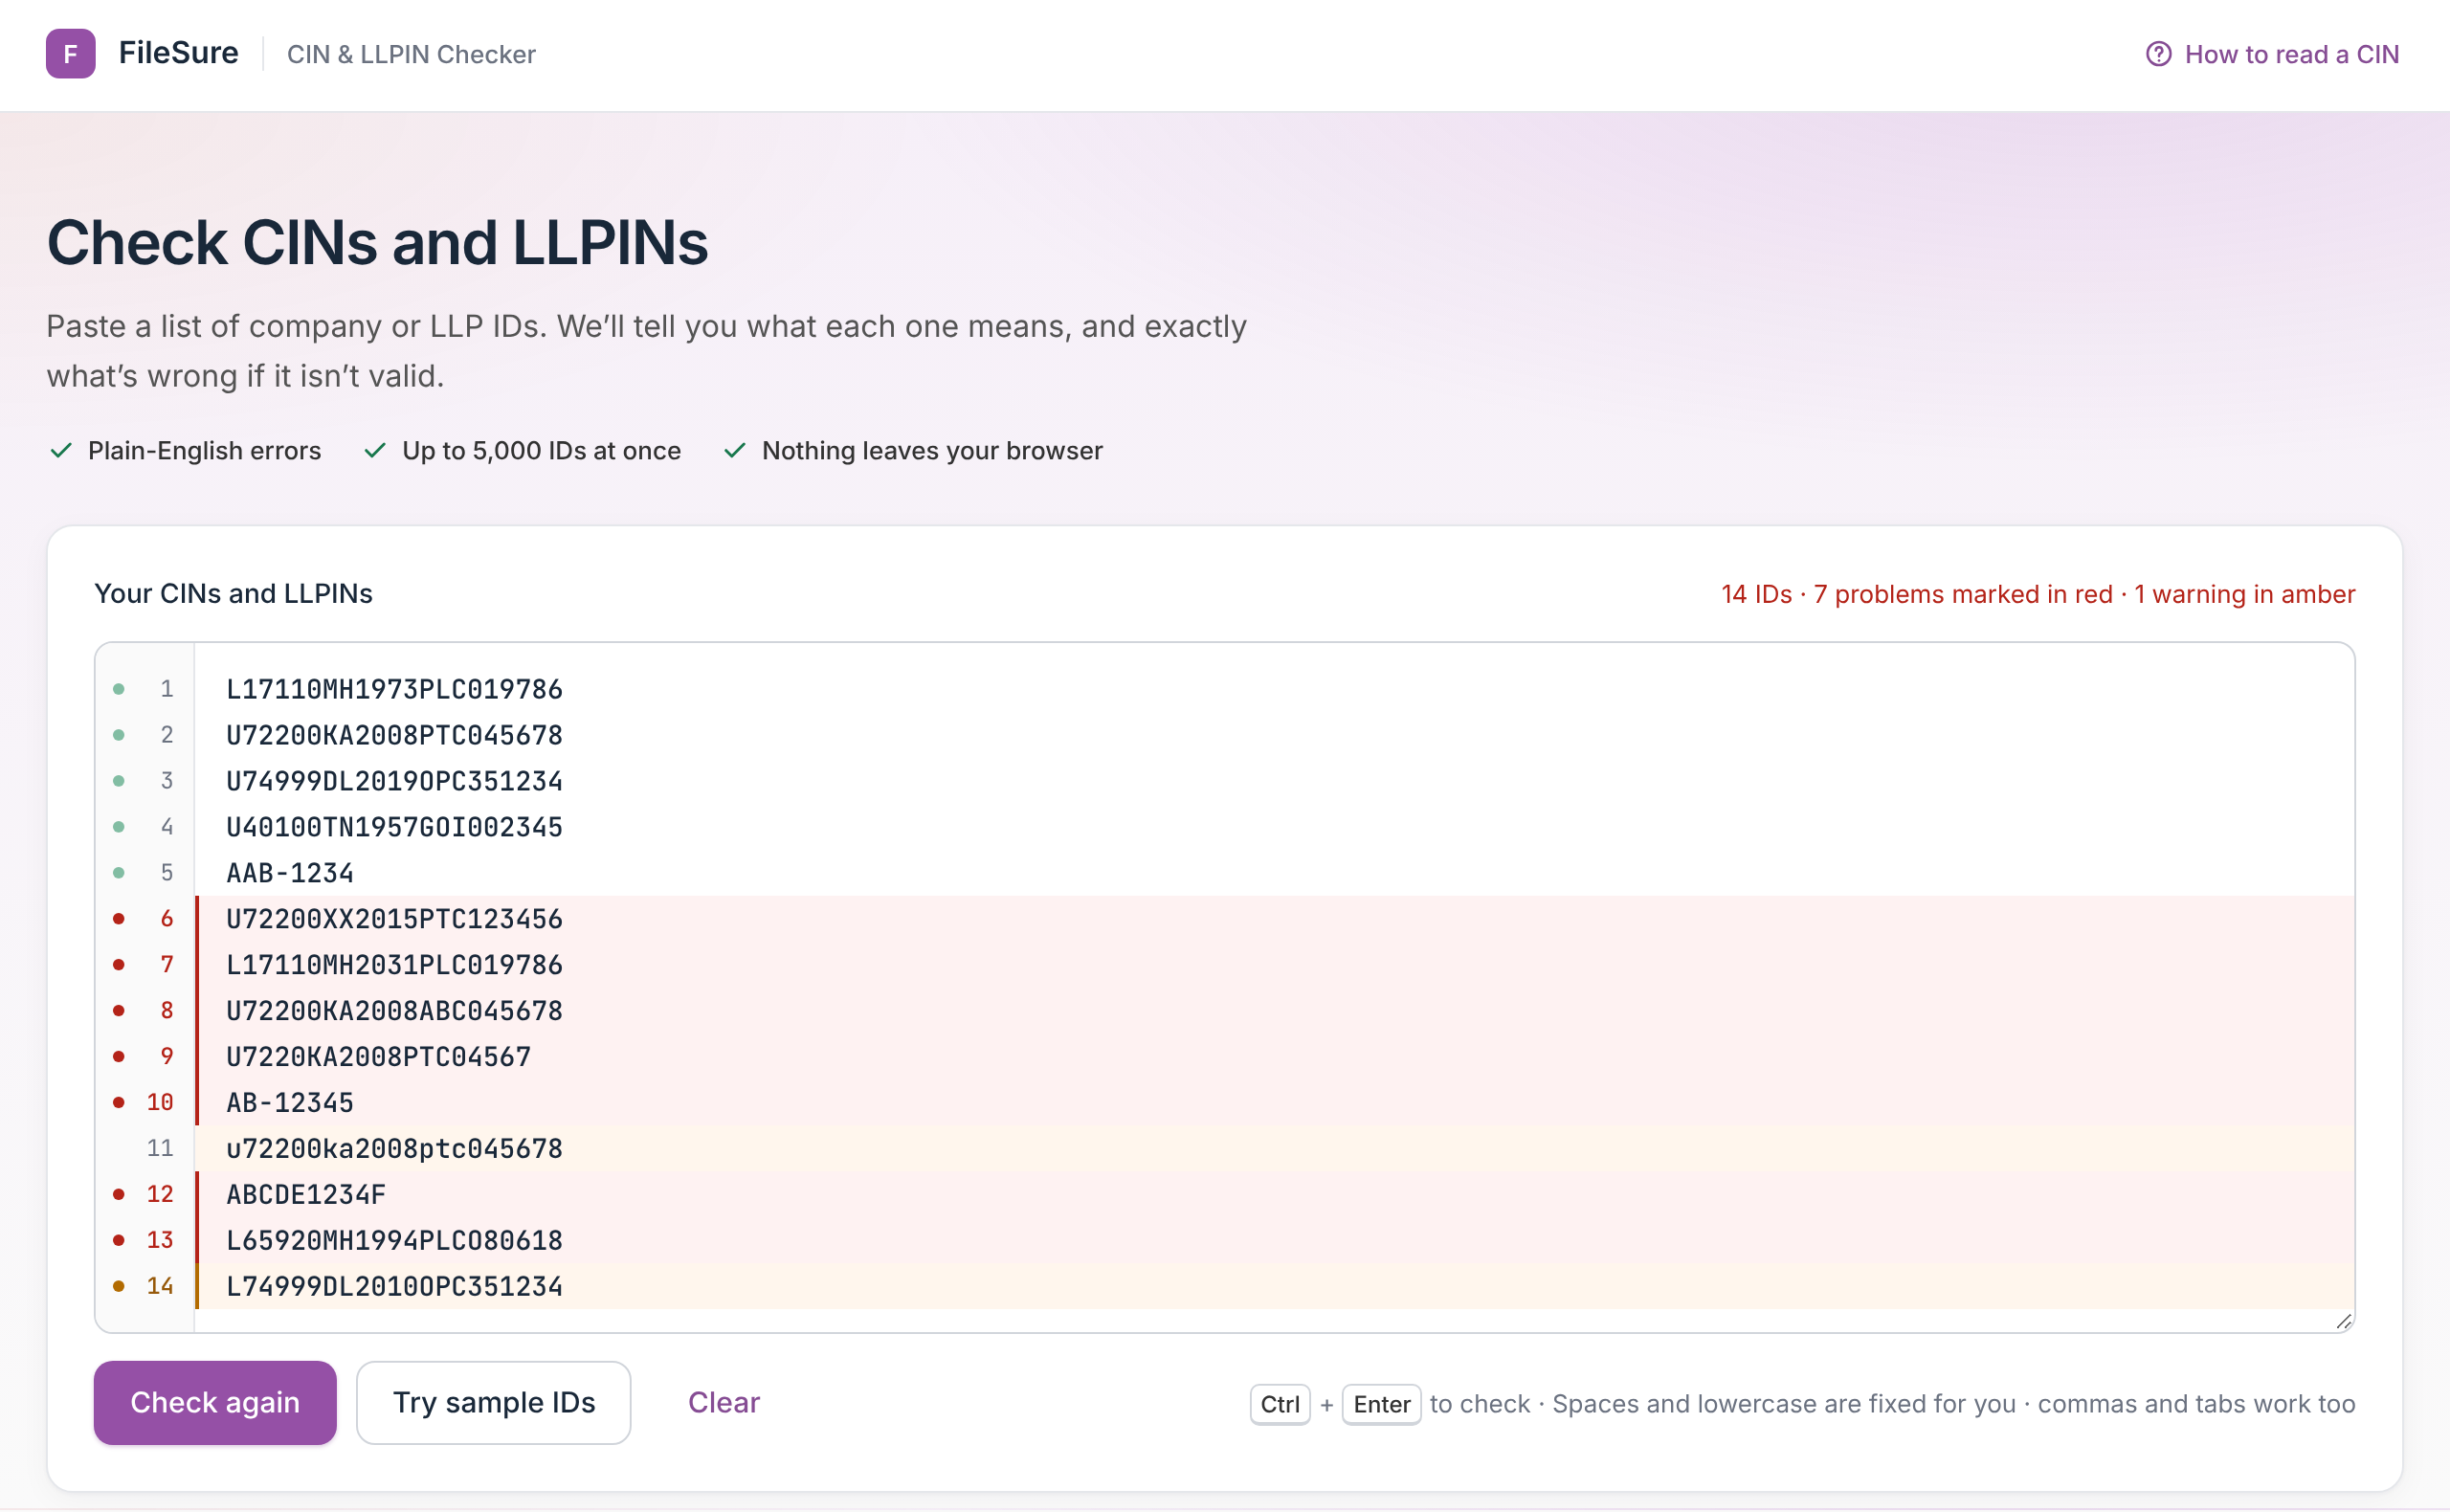 F FileSure CIN & LLPIN Checker How to read a CIN
Check CINs and LLPINs
Paste a list of company or LLP IDs. We’ll tell you what each one means, and exactly
what’s wrong if it isn’t valid.
Plain-English errors Up to 5,000 IDs at once Nothing leaves your browser
Your CINs and LLPINs 14 IDs · 7 problems marked in red · 1 warning in amber
1 L17110MH1973PLC019786
2 U72200KA2008PTC045678
3 U74999DL2019OPC351234
4 U40100TN1957GOI002345
5 AAB-1234
6 U72200XX2015PTC123456
7 L17110MH2031PLC019786
8 U72200KA2008ABC045678
9 U7220KA2008PTC04567
10 AB-12345
11 u72200ka2008ptc045678
12 ABCDE1234F
13 L65920MH1994PLCO80618
14 L74999DL2010OPC351234
Check again Try sample IDs Clear Ctrl + Enter to check · Spaces and lowercase are fixed for you · commas and tabs work too